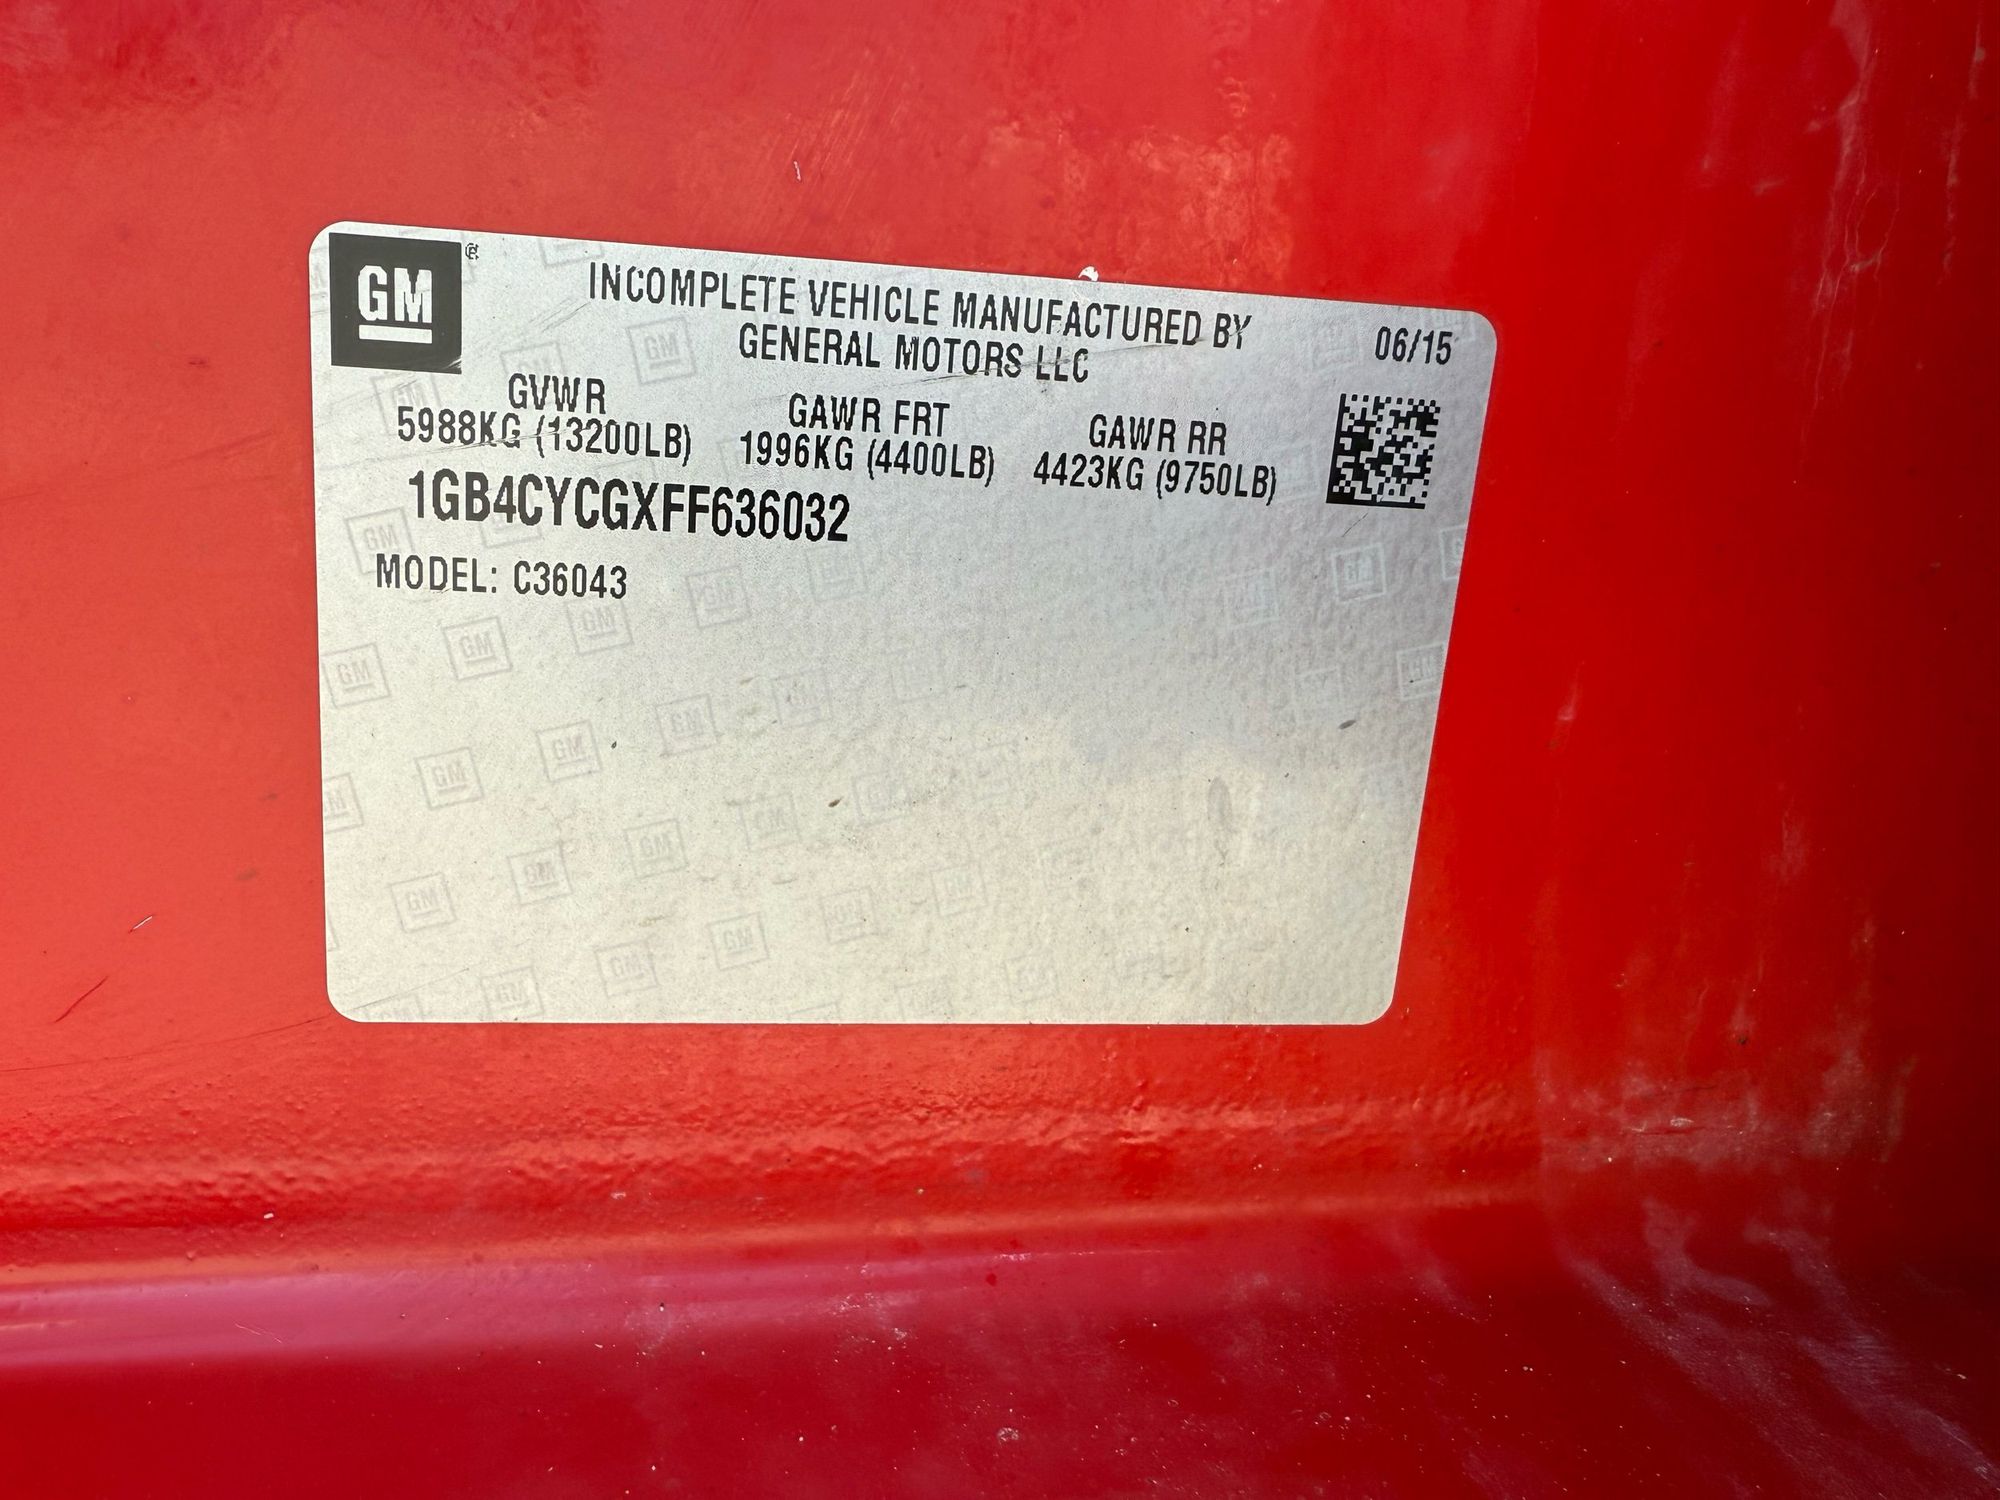 GM
INCOMPLETE VEHICLE MANUFACTURED BY
GENERAL MOTORS LLC
06/15
GVWR
5988KG (13200LB)
GAWR FRT
1996KG (4400LB)
GAWR RR
4423KG (9750LB)
1GB4CYCGXFF636032
MODEL: C36043